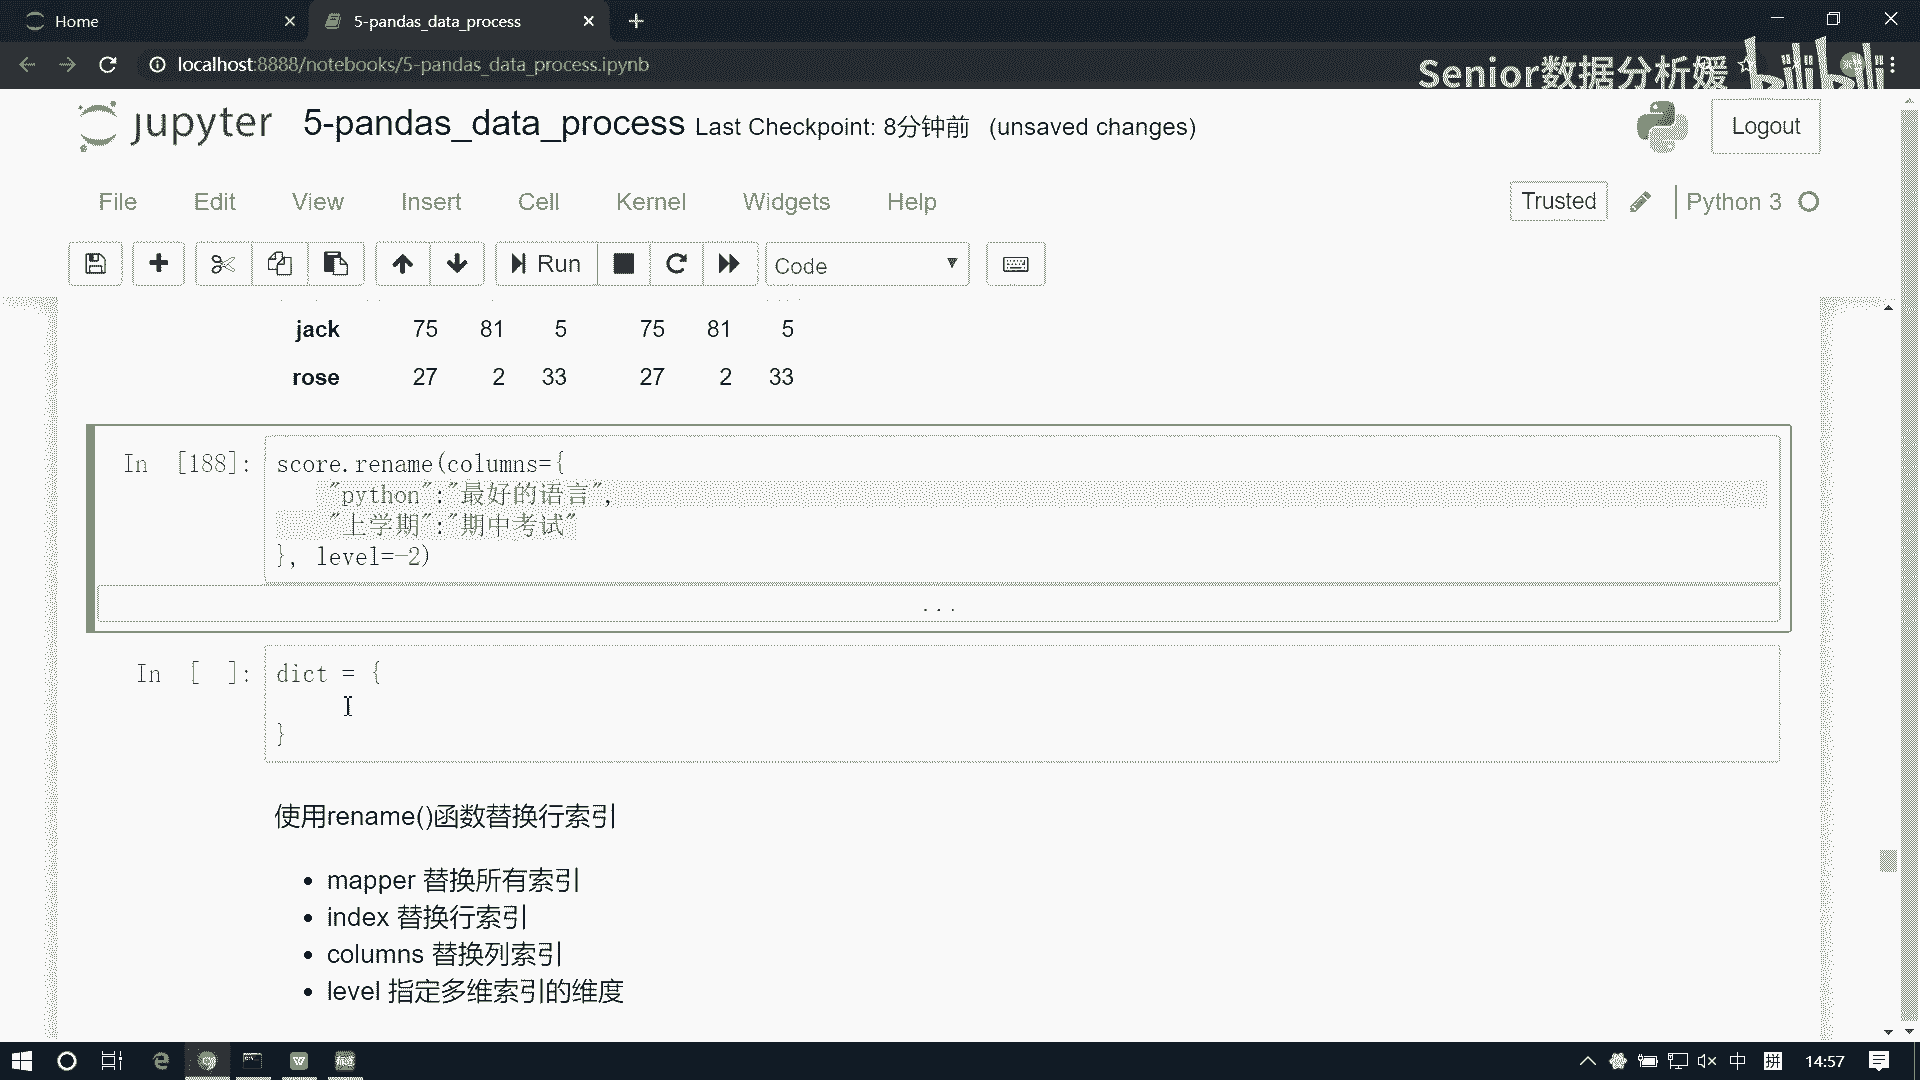 Home
5-pandas_data_process
localhost:8888/notebooks/5-pandas_data_process.ipynb
Senior数据分析媛
bilibili
jupyter
5-pandas_data_process Last Checkpoint: 8分钟前 (unsaved changes)
Logout
File Edit View Insert Cell Kernel Widgets Help
Trusted
Python 3
Run
Code
jack 75 81 5 75 81 5
rose 27 2 33 27 2 33
In [188]: score.rename(columns={
"python":"最好的语言",
"上学期":"期中考试"
}, level=-2)
...
In [ ]: dict = {
}
使用rename()函数替换行索引
• mapper 替换所有索引
• index 替换行索引
• columns 替换列索引
• level 指定多维索引的维度
中
拼
14:57